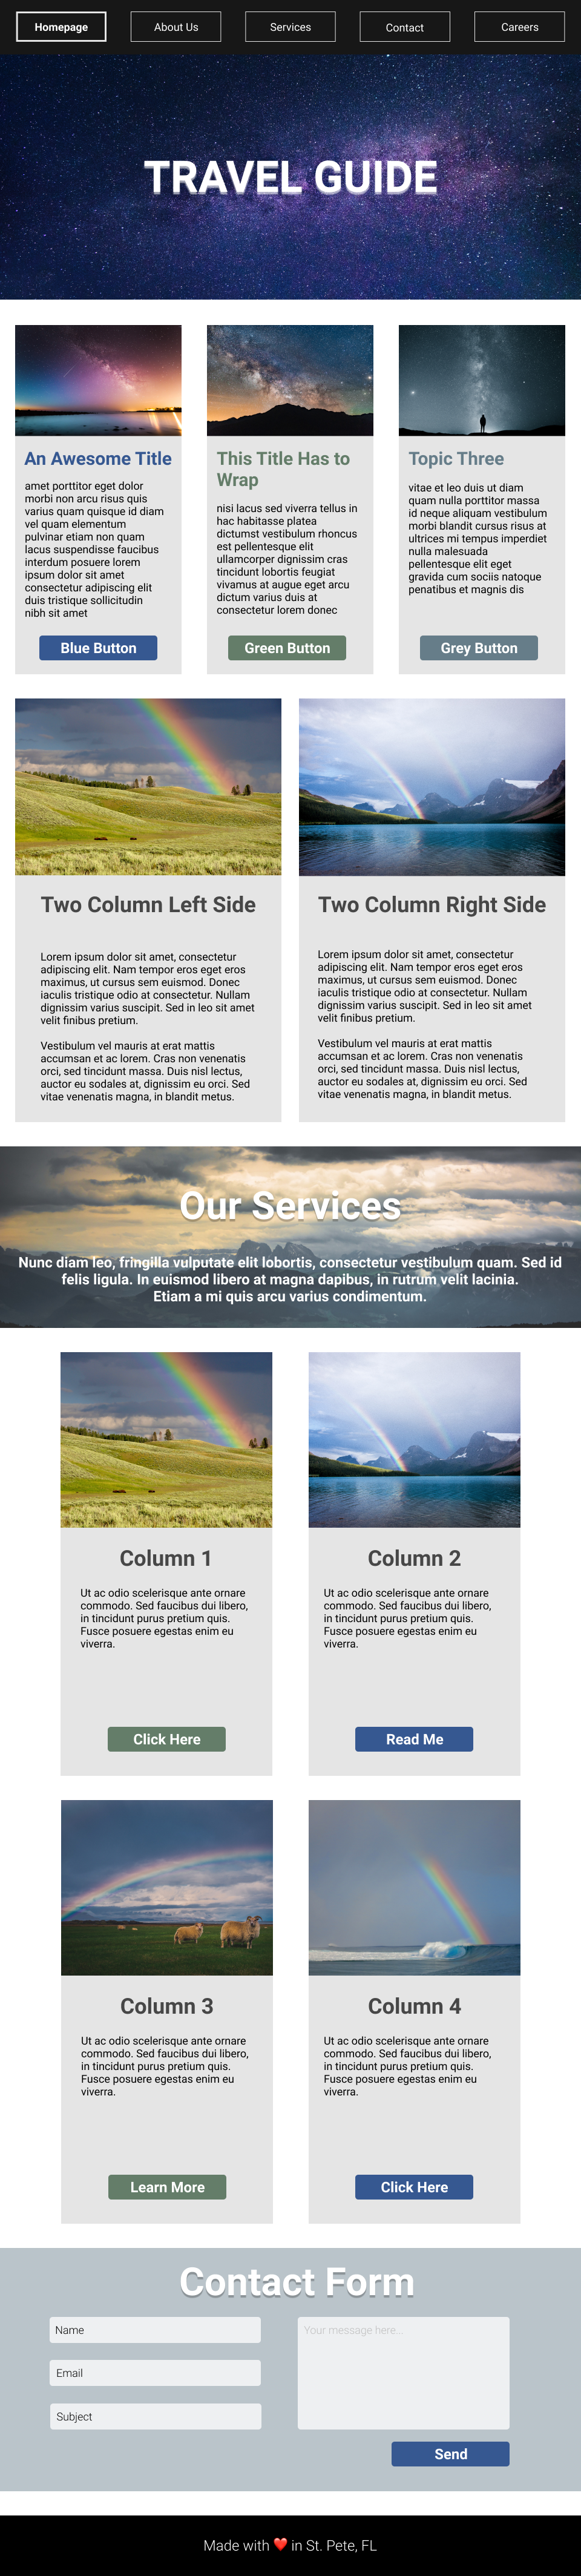 Homepage
About Us
Services
Contact
Careers
TRAVEL GUIDE
An Awesome Title
amet porttitor eget dolor
morbi non arcu risus quis
varius quam quisque id diam
vel quam elementum
pulvinar etiam non quam
lacus suspendisse faucibus
interdum posuere lorem
ipsum dolor sit amet
consectetur adipiscing elit
duis tristique sollicitudin
nibh sit amet
Blue Button
This Title Has to
Wrap
nisi lacus sed viverra tellus in
hac habitasse platea
dictumst vestibulum rhoncus
est pellentesque elit
ullamcorper dignissim cras
tincidunt lobortis feugiat
vivamus at augue eget arcu
dictum varius duis at
consectetur lorem donec
Green Button
Topic Three
vitae et leo duis ut diam
quam nulla porttitor massa
id neque aliquam vestibulum
morbi blandit cursus risus at
ultrices mi tempus imperdiet
nulla malesuada
pellentesque elit eget
gravida cum sociis natoque
penatibus et magnis dis
Grey Button
Two Column Left Side
Lorem ipsum dolor sit amet, consectetur
adipiscing elit. Nam tempor eros eget eros
maximus, ut cursus sem euismod. Donec
iaculis tristique odio at consectetur. Nullam
dignissim varius suscipit. Sed in leo sit amet
velit finibus pretium.
Vestibulum vel mauris at erat mattis
accumsan et ac lorem. Cras non venenatis
orci, sed tincidunt massa. Duis nisl lectus,
auctor eu sodales at, dignissim eu orci. Sed
vitae venenatis magna, in blandit metus.
Two Column Right Side
Lorem ipsum dolor sit amet, consectetur
adipiscing elit. Nam tempor eros eget eros
maximus, ut cursus sem euismod. Donec
iaculis tristique odio at consectetur. Nullam
dignissim varius suscipit. Sed in leo sit amet
velit finibus pretium.
Vestibulum vel mauris at erat mattis
accumsan et ac lorem. Cras non venenatis
orci, sed tincidunt massa. Duis nisl lectus,
auctor eu sodales at, dignissim eu orci. Sed
vitae venenatis magna, in blandit metus.
Our Services
Nunc diam leo, fringilla vulputate elit lobortis, consectetur vestibulum quam. Sed id
felis ligula. In euismod libero at magna dapibus, in rutrum velit lacinia.
Etiam a mi quis arcu varius condimentum.
Column 1
Ut ac odio scelerisque ante ornare
commodo. Sed faucibus dui libero,
in tincidunt purus pretium quis.
Fusce posuere egestas enim eu
viverra.
Click Here
Column 2
Ut ac odio scelerisque ante ornare
commodo. Sed faucibus dui libero,
in tincidunt purus pretium quis.
Fusce posuere egestas enim eu
viverra.
Read Me
Column 3
Ut ac odio scelerisque ante ornare
commodo. Sed faucibus dui libero,
in tincidunt purus pretium quis.
Fusce posuere egestas enim eu
viverra.
Learn More
Column 4
Ut ac odio scelerisque ante ornare
commodo. Sed faucibus dui libero,
in tincidunt purus pretium quis.
Fusce posuere egestas enim eu
viverra.
Click Here
Contact Form
Name
Email
Subject
Your message here...
Send
Made with ❤️ in St. Pete, FL